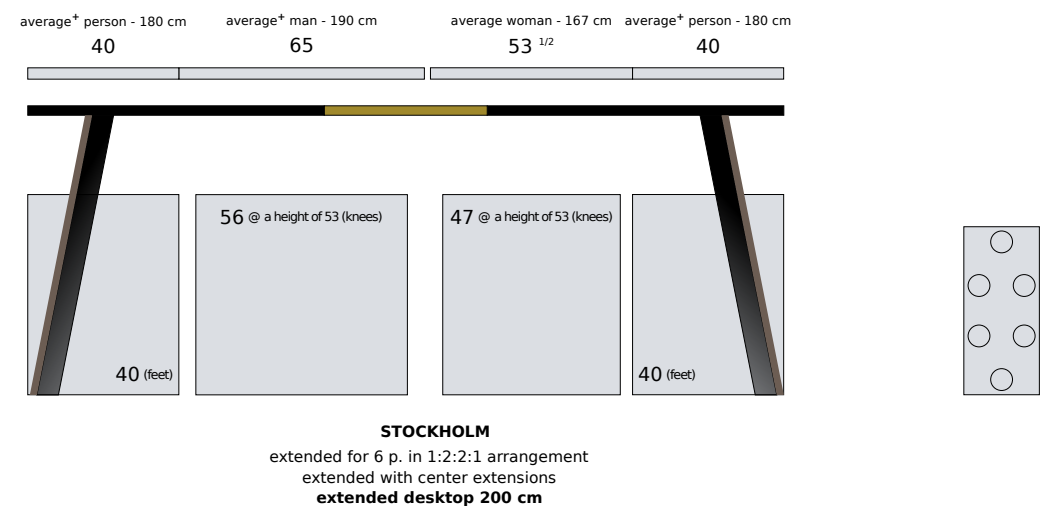 average+ person - 180 cm average+ man - 190 cm average woman - 167 cm average+ person - 180 cm
40 65 53 1/2 40
56 @ a height of 53 (knees) 47 @ a height of 53 (knees)
40 (feet) 40 (feet)
STOCKHOLM
extended for 6 p. in 1:2:2:1 arrangement
extended with center extensions
extended desktop 200 cm